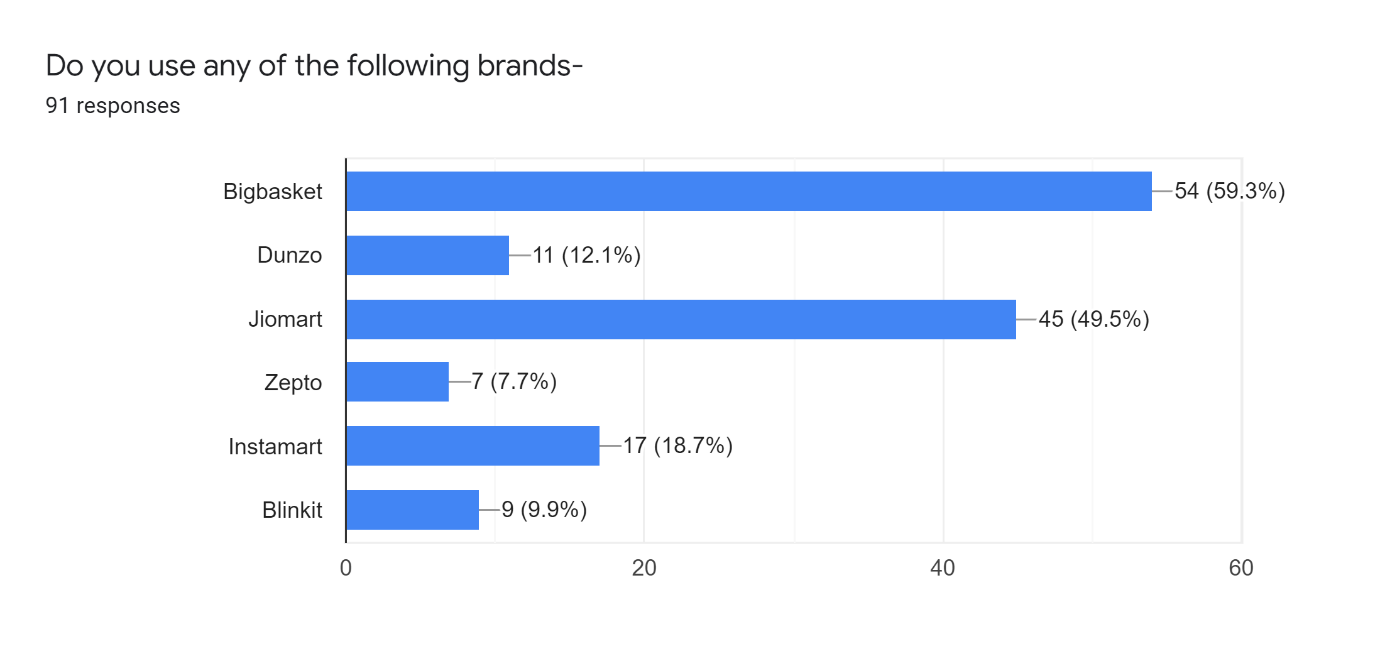 Do you use any of the following brands-
91 responses
Bigbasket 54 (59.3%)
Dunzo 11 (12.1%)
Jiomart 45 (49.5%)
Zepto 7 (7.7%)
Instamart 17 (18.7%)
Blinkit 9 (9.9%)
0 20 40 60